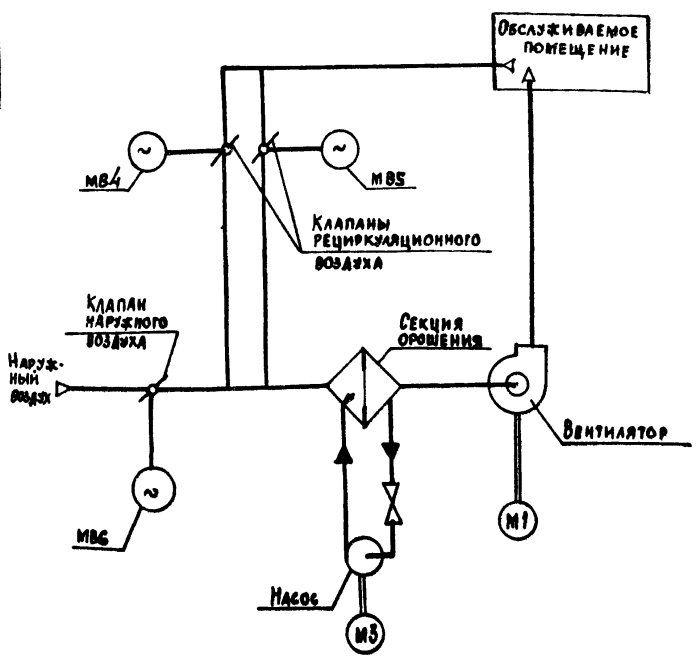 Обслуживаемое
помещение
~
~
МВ4
МВ5
Клапаны
рециркуляционного
воздуха
Клапан
наружного
воздуха
Секция
орошения
Наруж-
ный
воздух
Вентилятор
~
М1
МВ6
Насос
М3